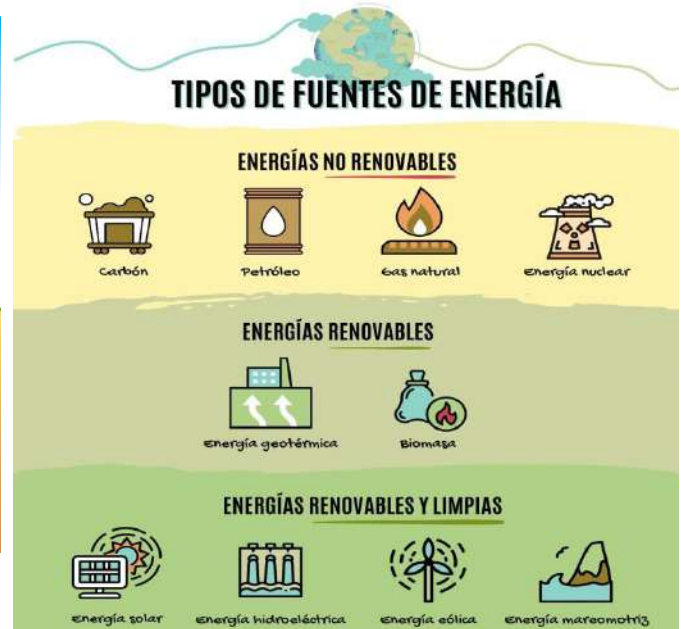 TIPOS DE FUENTES DE ENERGÍA
ENERGÍAS NO RENOVABLES
Carbón Petróleo Gas natural Energía nuclear
ENERGÍAS RENOVABLES
Energía geotérmica Biomasa
ENERGÍAS RENOVABLES Y LIMPIAS
Energía solar Energía hidroeléctrica Energía eólica Energía mareomotriz